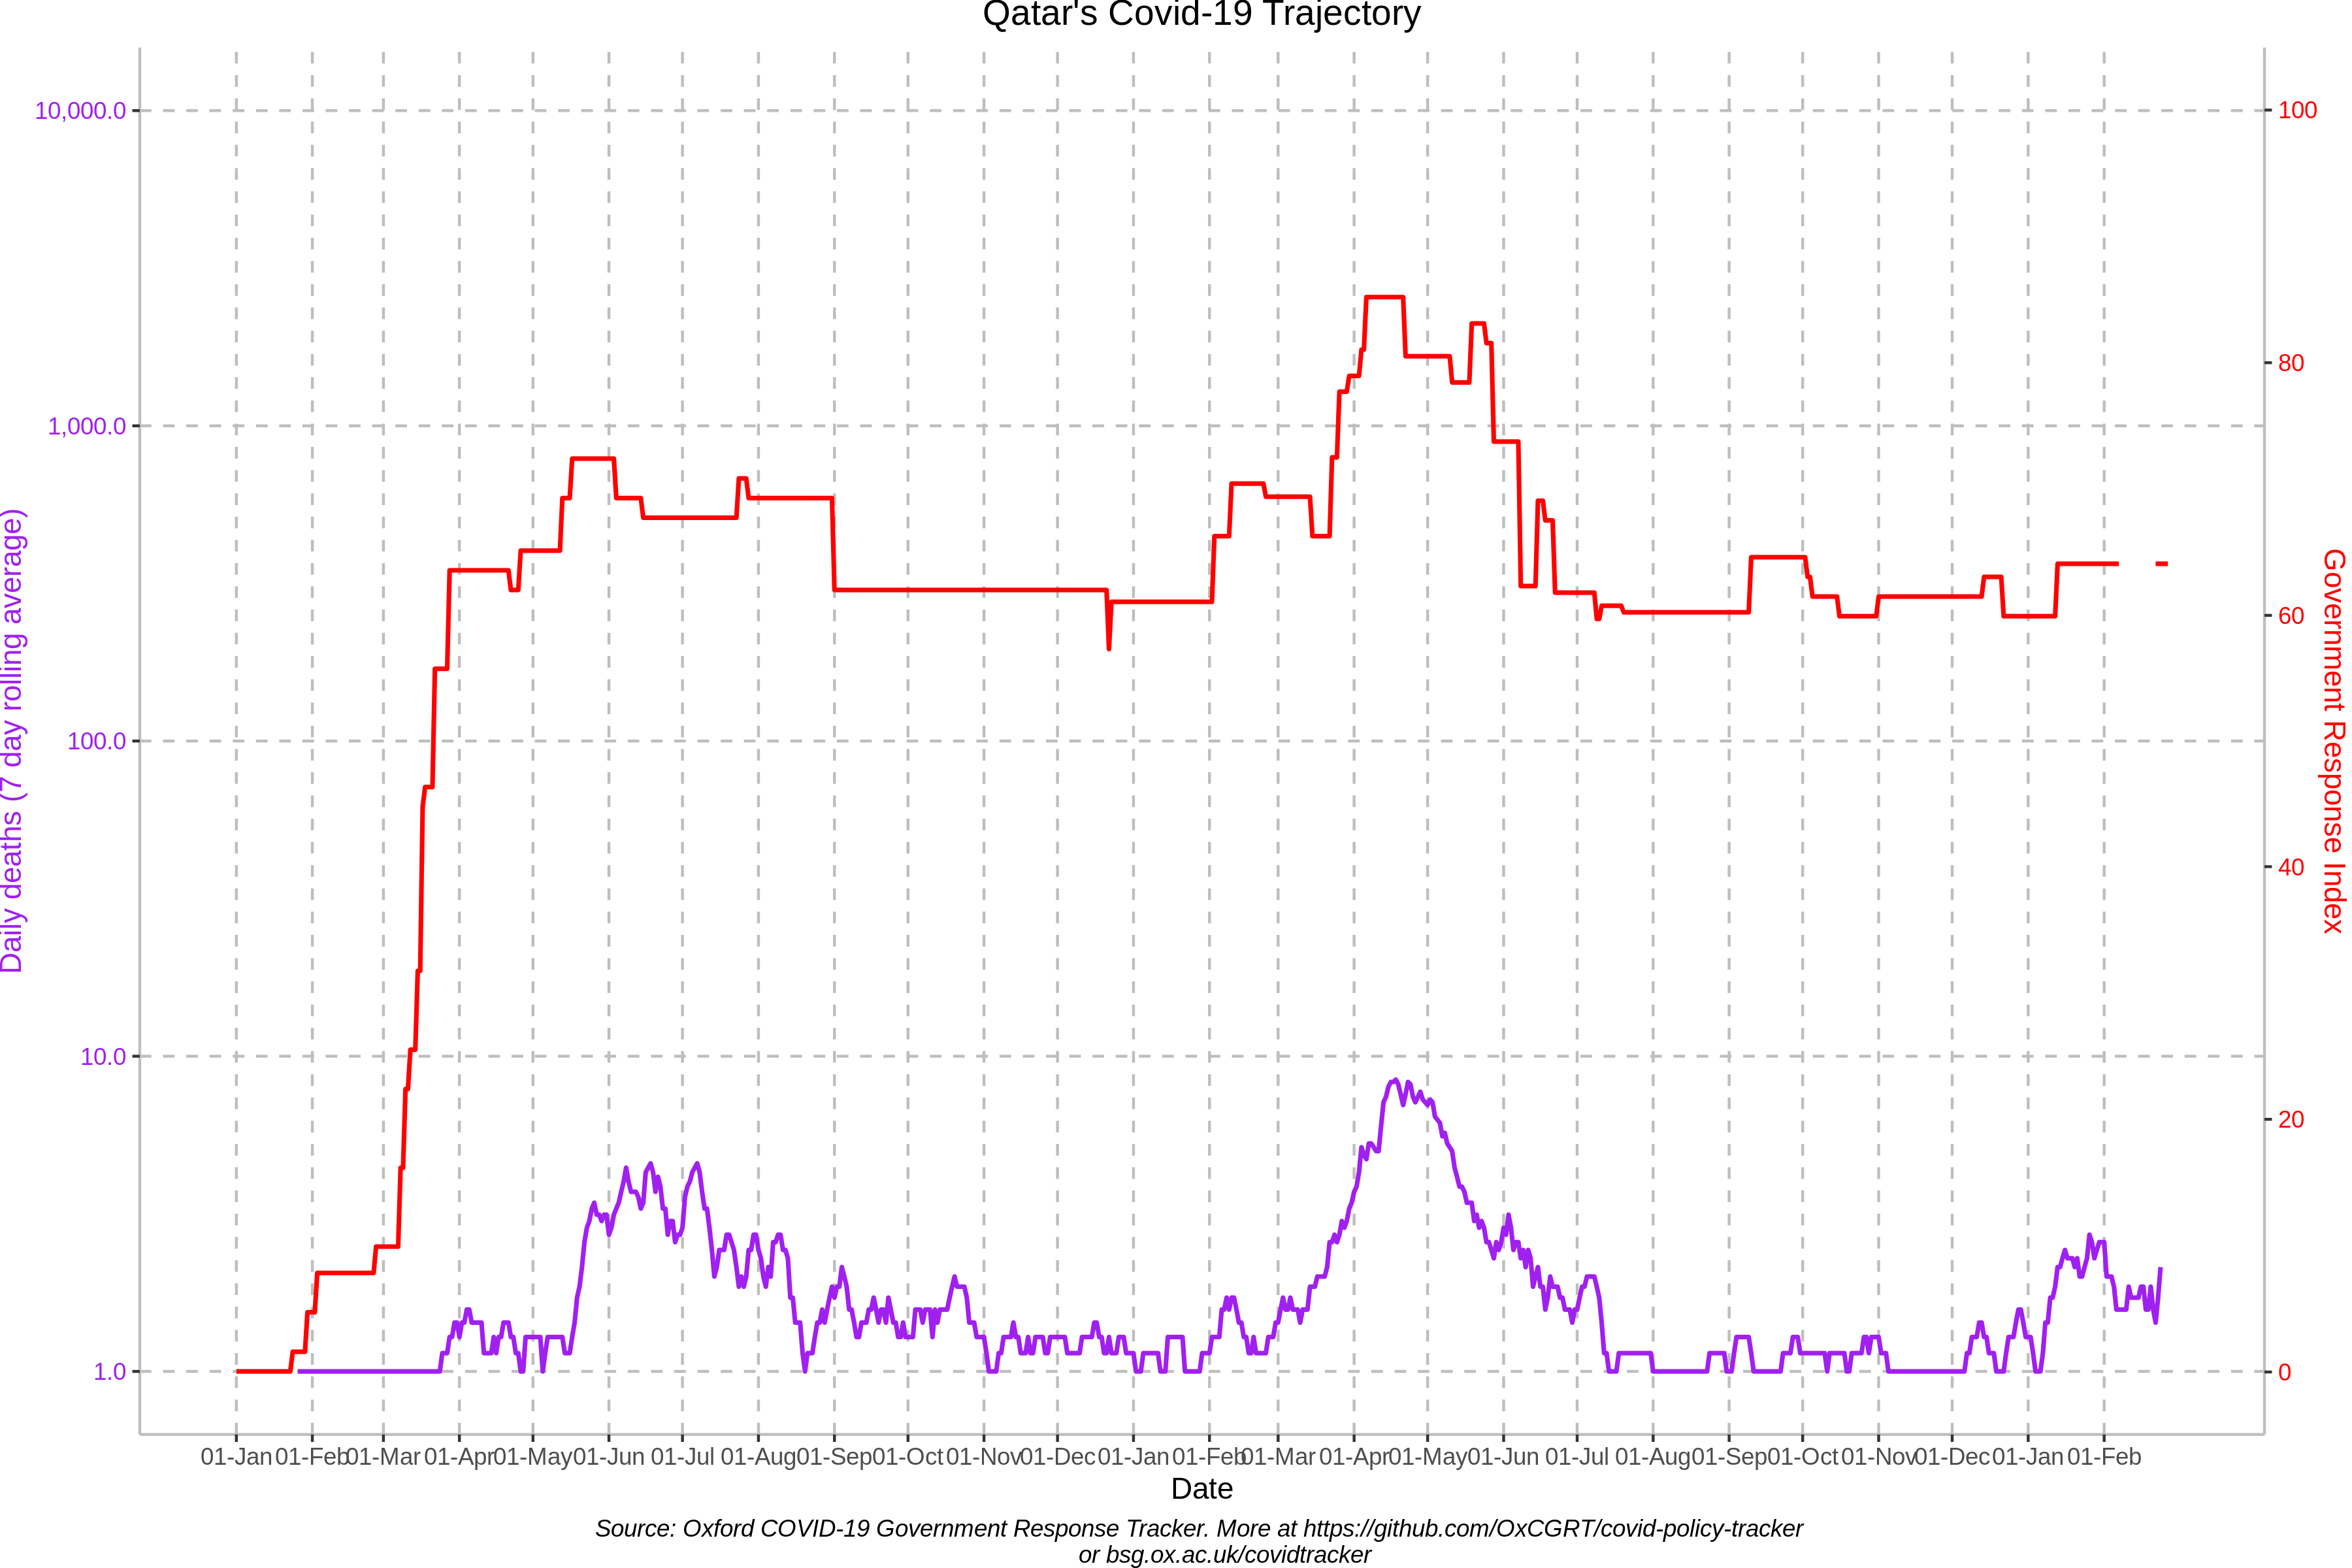 Qatar's Covid-19 Trajectory
Daily deaths (7 day rolling average)
10,000.0
1,000.0
100.0
10.0
1.0
100
80
60
40
20
0
Government Response Index
01-Jan 01-Feb 01-Mar 01-Apr 01-May 01-Jun 01-Jul 01-Aug 01-Sep 01-Oct 01-Nov 01-Dec 01-Jan 01-Feb 01-Mar 01-Apr 01-May 01-Jun 01-Jul 01-Aug 01-Sep 01-Oct 01-Nov 01-Dec 01-Jan 01-Feb
Date
Source: Oxford COVID-19 Government Response Tracker. More at https://github.com/OxCGRT/covid-policy-tracker
or bsg.ox.ac.uk/covidtracker